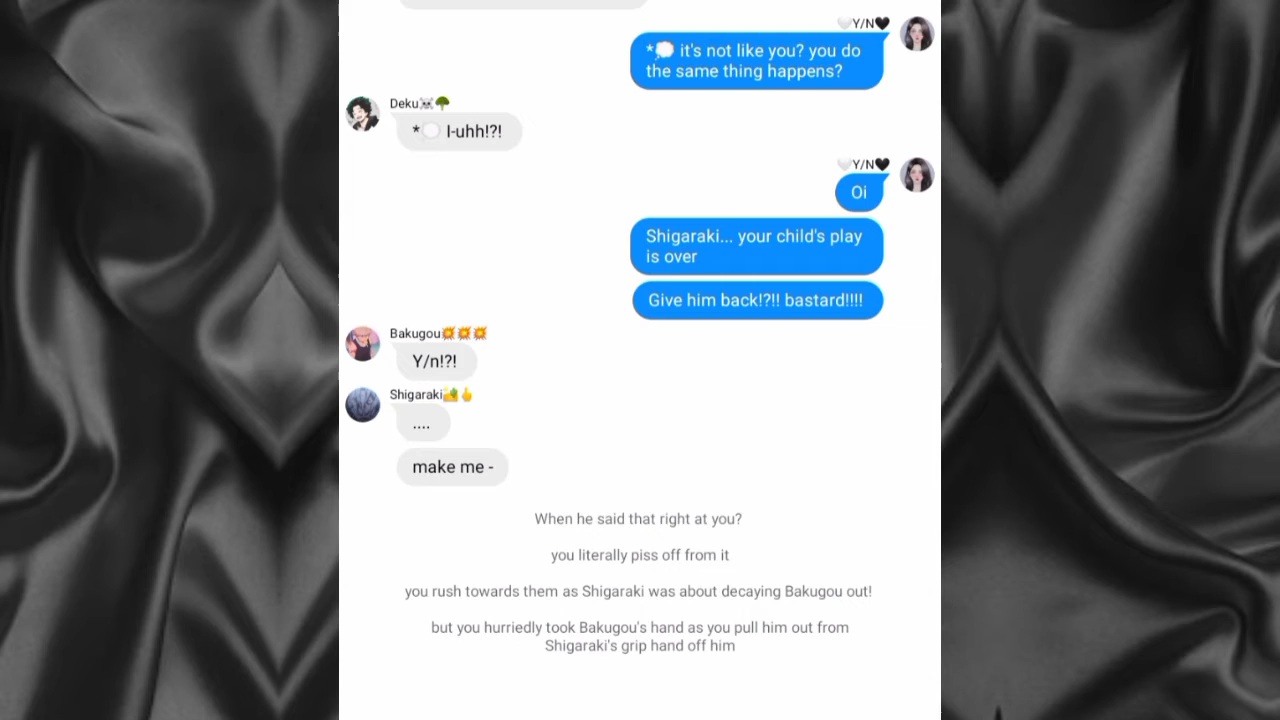 🤍Y/N🖤
*💭 it's not like you? you do
the same thing happens?
Deku☠️🌳
*💭 I-uhh!?!
🤍Y/N🖤
Oi
Shigaraki... your child's play
is over
Give him back!?!! bastard!!!!
Bakugou💥💥💥
Y/n!?!
Shigaraki🏜️🖕
....
make me -
When he said that right at you?
you literally piss off from it
you rush towards them as Shigaraki was about decaying Bakugou out!
but you hurriedly took Bakugou's hand as you pull him out from
Shigaraki's grip hand off him